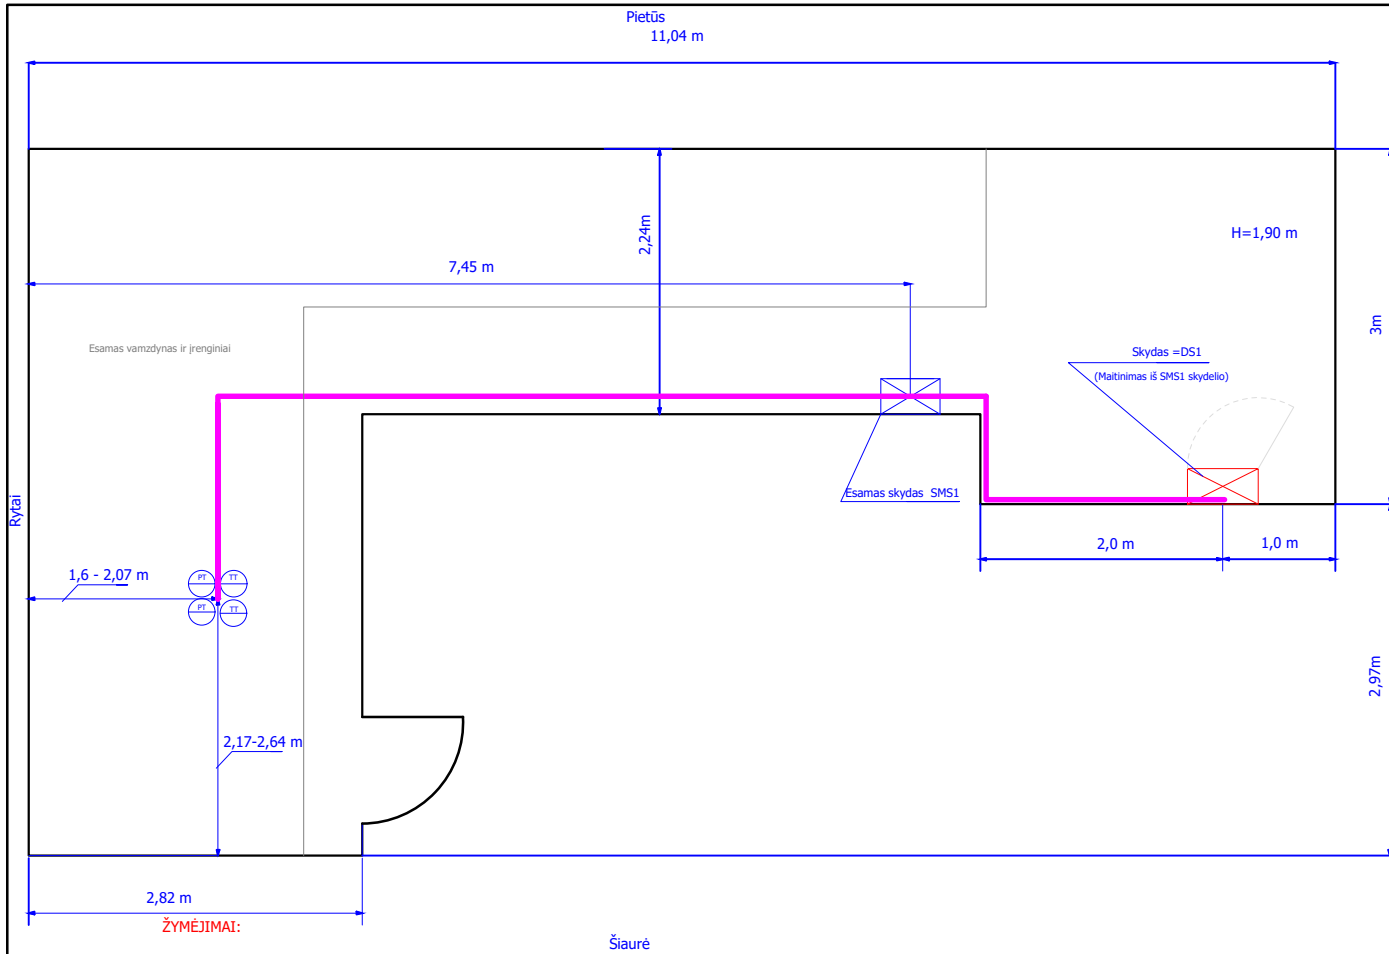 Pietūs
11,04 m
2,24m
H=1,90 m
7,45 m
3m
Esamas vamzdynas ir įrenginiai
Skydas =DS1
(Maitinimas iš SMS1 skydelio)
Esamas skydas SMS1
Rytai
2,0 m
1,0 m
1,6 - 2,07 m
PT
TT
PT
TT
2,97m
2,17-2,64 m
2,82 m
ŽYMĖJIMAI:
Šiaurė